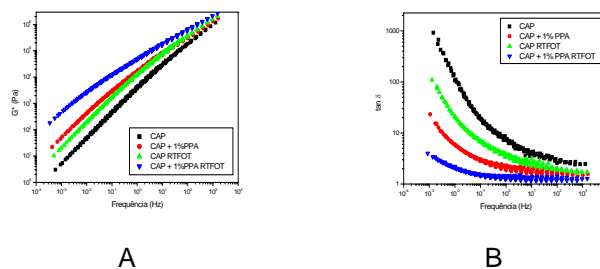 G* (Pa)
CAP
CAP + 1%PPA
CAP RTFOT
CAP + 1%PPA RTFOT
Frequência (Hz)
A
tan δ
1000
100
10
1
CAP
CAP + 1% PPA
CAP RTFOT
CAP + 1% PPA RTFOT
Frequência (Hz)
B